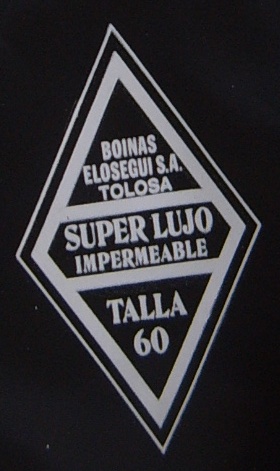 BOINAS
ELOSEGUI S.A.
TOLOSA
SUPER LUJO
IMPERMEABLE
TALLA
60